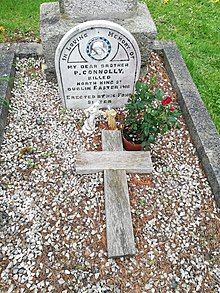 IN LOVING MEMORY OF
MY DEAR BROTHER
P. CONNOLLY,
KILLED
NORTH KING ST
DUBLIN EASTER 1916
ERECTED BY HIS FOND
SISTER